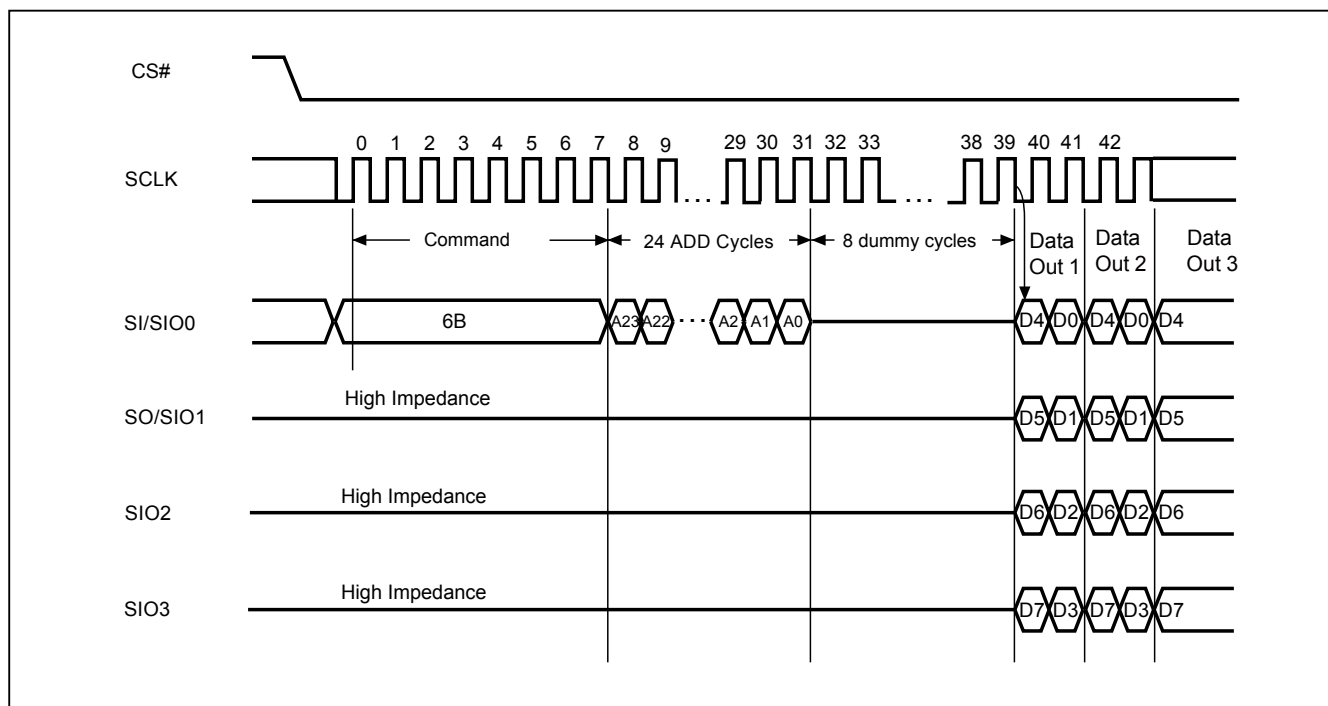 CS#
0 1 2 3 4 5 6 7 8 9 29 30 31 32 33 38 39 40 41 42
SCLK
Command 24 ADD Cycles 8 dummy cycles Data Out 1 Data Out 2 Data Out 3
SI/SIO0 6B A23 A22 A2 A1 A0 D4 D0 D4 D0 D4
High Impedance
SO/SIO1 D5 D1 D5 D1 D5
High Impedance
SIO2 D6 D2 D6 D2 D6
High Impedance
SIO3 D7 D3 D7 D3 D7